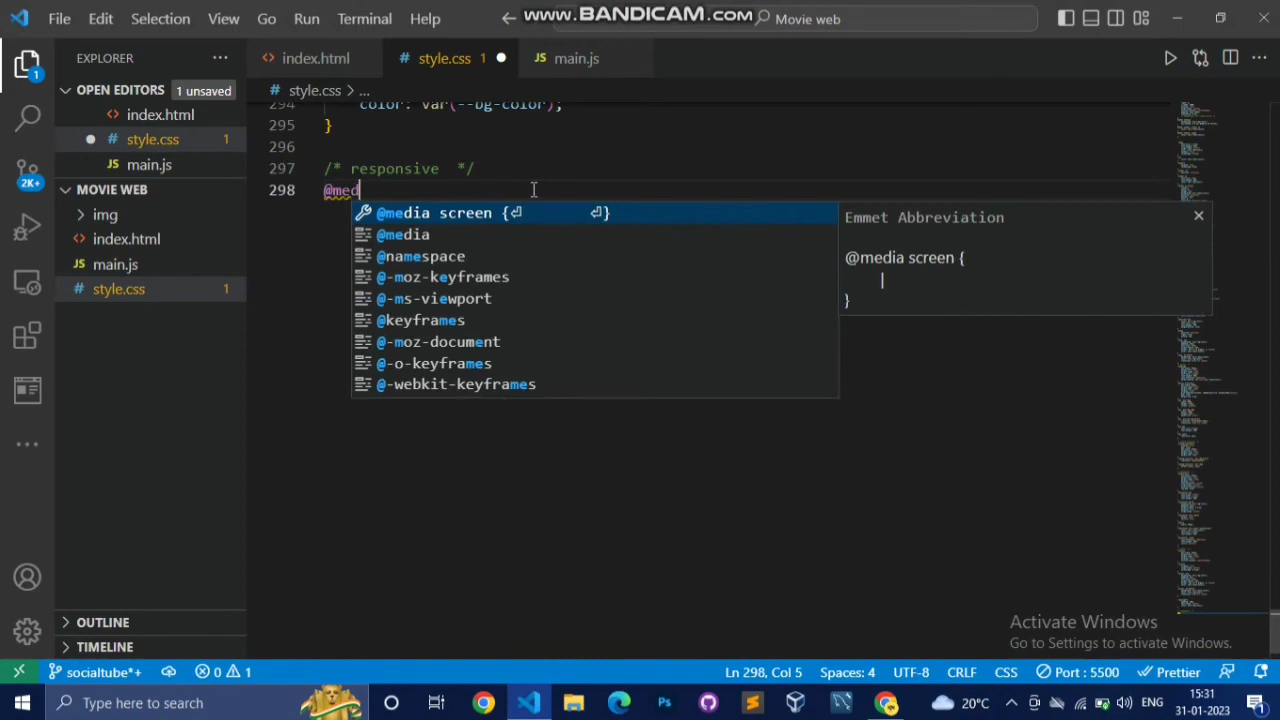 File Edit Selection View Go Run Terminal Help
www.BANDICAM.com
Movie web
EXPLORER
index.html
style.css 1
main.js
OPEN EDITORS 1 unsaved
style.css > ...
index.html
style.css 1
main.js
MOVIE WEB
img
index.html
main.js
style.css 1
OUTLINE
TIMELINE
1
2K+
294 color: var(--bg-color);
295 }
296
297 /* responsive */
298 @med
@media screen {⏎ ⏎}
@media
@namespace
@-moz-keyframes
@-ms-viewport
@keyframes
@-moz-document
@-o-keyframes
@-webkit-keyframes
Emmet Abbreviation
@media screen {
|
}
Activate Windows
Go to Settings to activate Windows.
socialtube*+ 0 1 Ln 298, Col 5 Spaces: 4 UTF-8 CRLF CSS Port : 5500 Prettier
Type here to search
Ps
20°C
ENG
15:31
31-01-2023
1